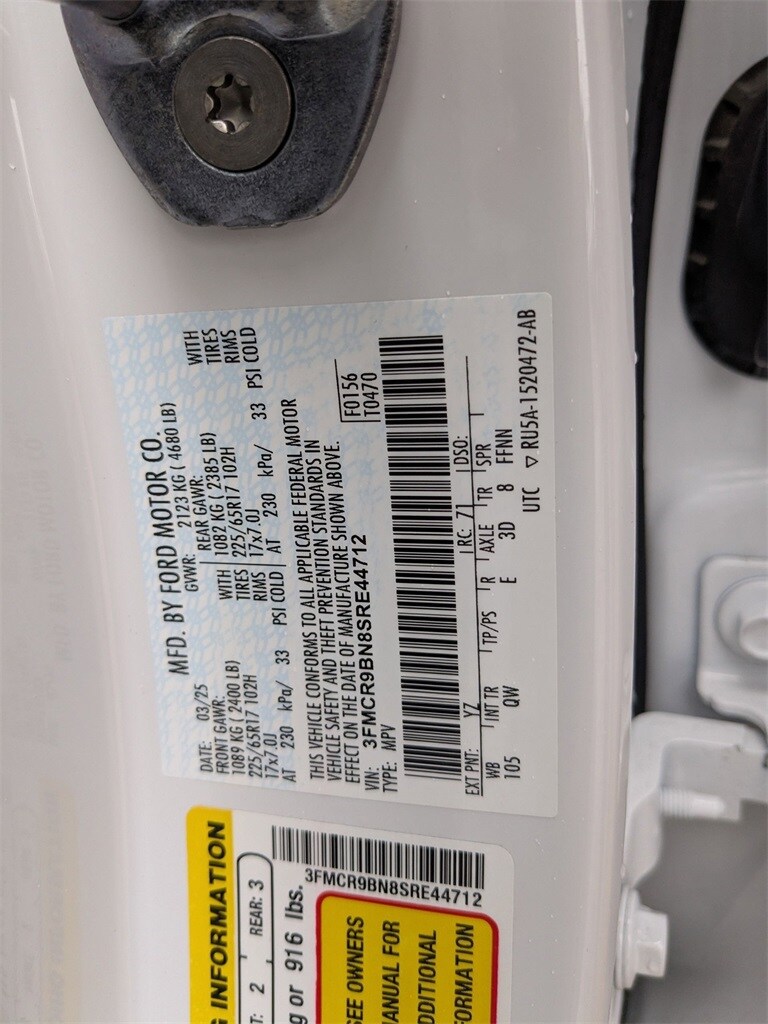 MFD. BY FORD MOTOR CO.
DATE: 03/25
GVWR: 2123 KG ( 4680 LB)
FRONT GAWR:
1089 KG ( 2400 LB)
WITH
225/65R17 102H
TIRES
17x7.0J
RIMS
AT 230 kPa/ 33 PSI COLD
REAR GAWR:
1082 KG ( 2385 LB)
WITH
225/65R17 102H
TIRES
17x7.0J
RIMS
AT 230 kPa/ 33 PSI COLD
THIS VEHICLE CONFORMS TO ALL APPLICABLE FEDERAL MOTOR
VEHICLE SAFETY AND THEFT PREVENTION STANDARDS IN
EFFECT ON THE DATE OF MANUFACTURE SHOWN ABOVE.
VIN: 3FMCR9BN8SRE44712
TYPE: MPV
F0156
T0470
EXT PNT: YZ RC: 71 DSO:
WB INT TR TP/PS R AXLE TR SPR
105 QW E 3D 8 FFNN
UTC ▽ RU5A-1520472-AB
G INFORMATION
T: 2 REAR: 3
g or 916 lbs.
3FMCR9BN8SRE44712
SEE OWNERS
MANUAL FOR
ADDITIONAL
FORMATION